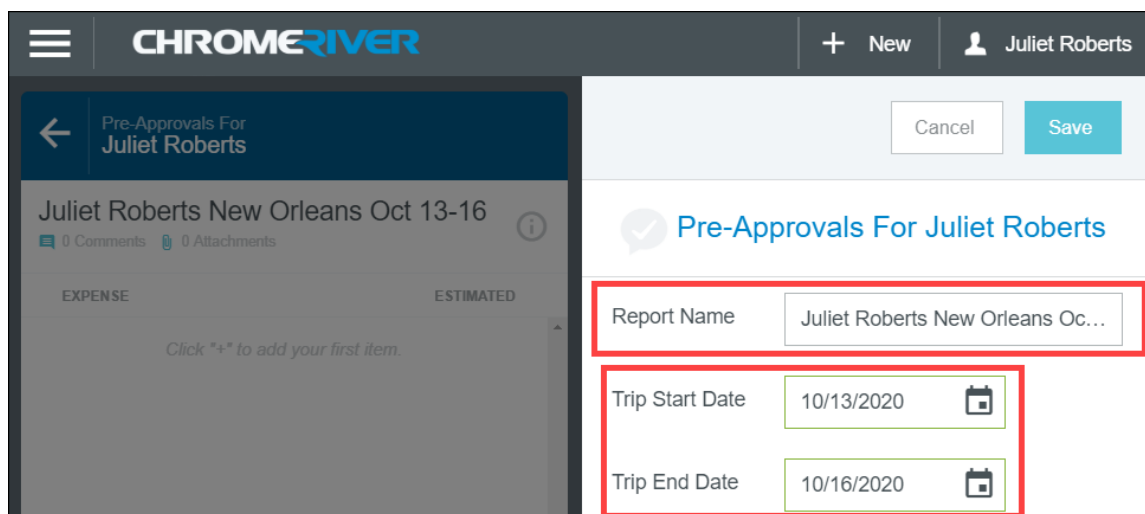 CHROMERIVER
+ New
Juliet Roberts
Pre-Approvals For
Juliet Roberts
Juliet Roberts New Orleans Oct 13-16
0 Comments 0 Attachments
EXPENSE ESTIMATED
Click "+" to add your first item.
Cancel Save
Pre-Approvals For Juliet Roberts
Report Name Juliet Roberts New Orleans Oc...
Trip Start Date 10/13/2020
Trip End Date 10/16/2020